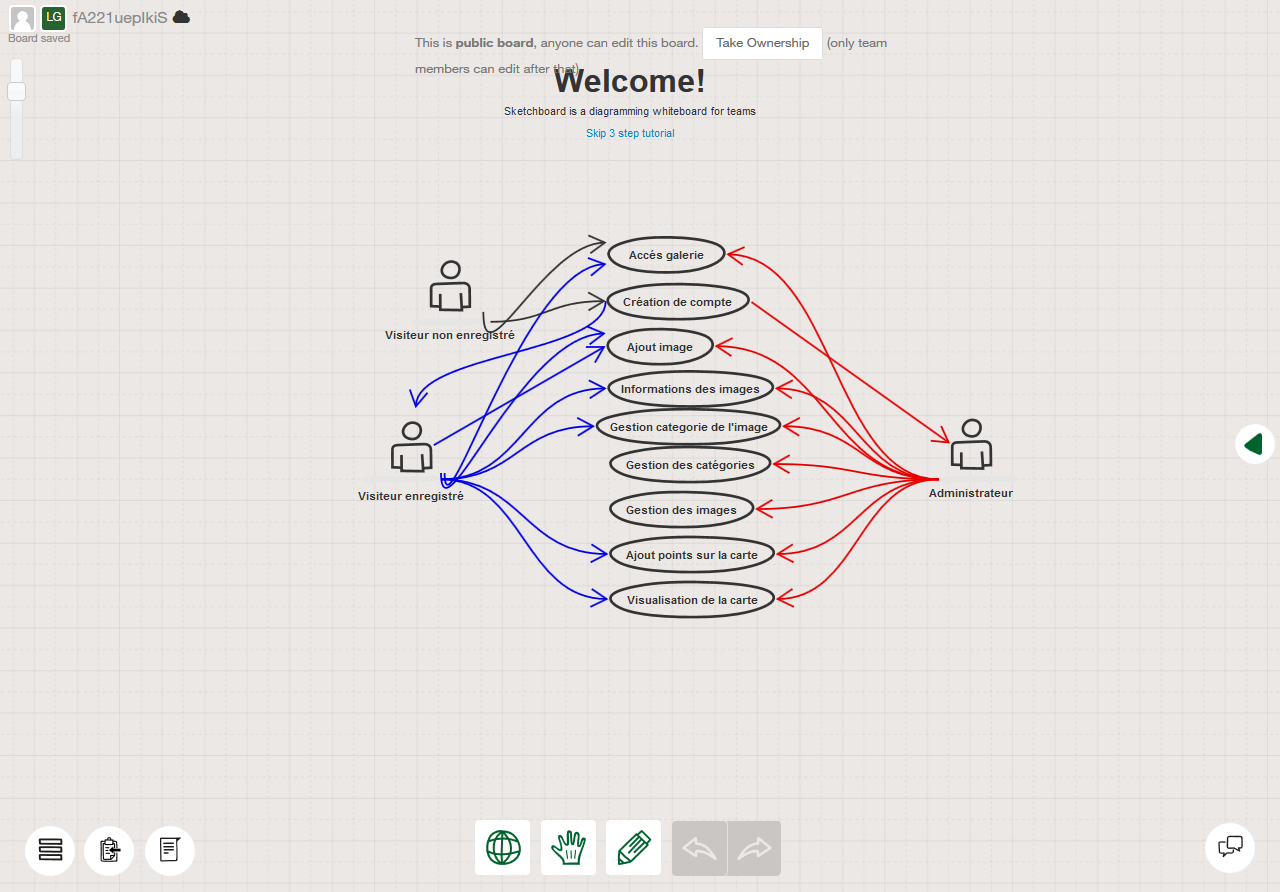 LG fA221ueplkiS
Board saved
This is public board, anyone can edit this board. Take Ownership (only team
members can edit after that)
Welcome!
Sketchboard is a diagramming whiteboard for teams
Skip 3 step tutorial
Accés galerie
Création de compte
Visiteur non enregistré
Ajout image
Informations des images
Gestion categorie de l'image
Gestion des catégories
Visiteur enregistré
Administrateur
Gestion des images
Ajout points sur la carte
Visualisation de la carte